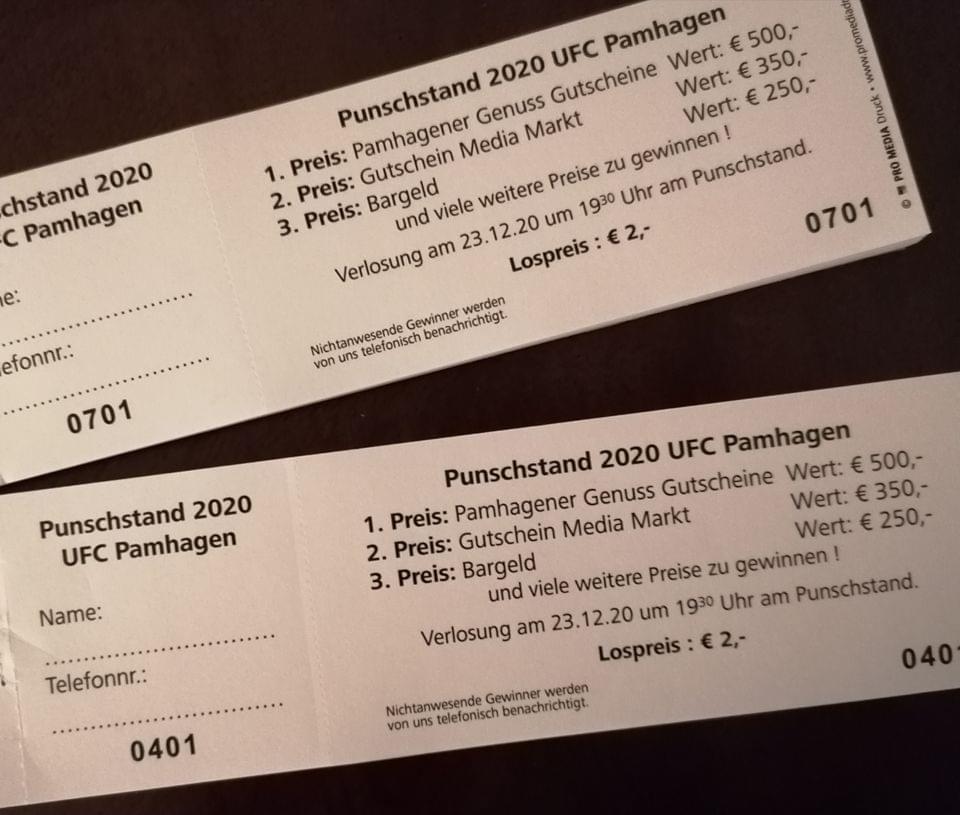 chstand 2020
C Pamhagen
e:
efonnr.:
0701
Punschstand 2020 UFC Pamhagen
1. Preis: Pamhagener Genuss Gutscheine Wert: € 500,-
2. Preis: Gutschein Media Markt Wert: € 350,-
3. Preis: Bargeld Wert: € 250,-
und viele weitere Preise zu gewinnen !
Verlosung am 23.12.20 um 19³⁰ Uhr am Punschstand.
Lospreis : € 2,-
0701
Nichtanwesende Gewinner werden
von uns telefonisch benachrichtigt.
PRO MEDIA Druck • www.promediad
Punschstand 2020
UFC Pamhagen
Name:
Telefonnr.:
0401
Punschstand 2020 UFC Pamhagen
1. Preis: Pamhagener Genuss Gutscheine Wert: € 500,-
2. Preis: Gutschein Media Markt Wert: € 350,-
3. Preis: Bargeld Wert: € 250,-
und viele weitere Preise zu gewinnen !
Verlosung am 23.12.20 um 19³⁰ Uhr am Punschstand.
Lospreis : € 2,-
040
Nichtanwesende Gewinner werden
von uns telefonisch benachrichtigt.